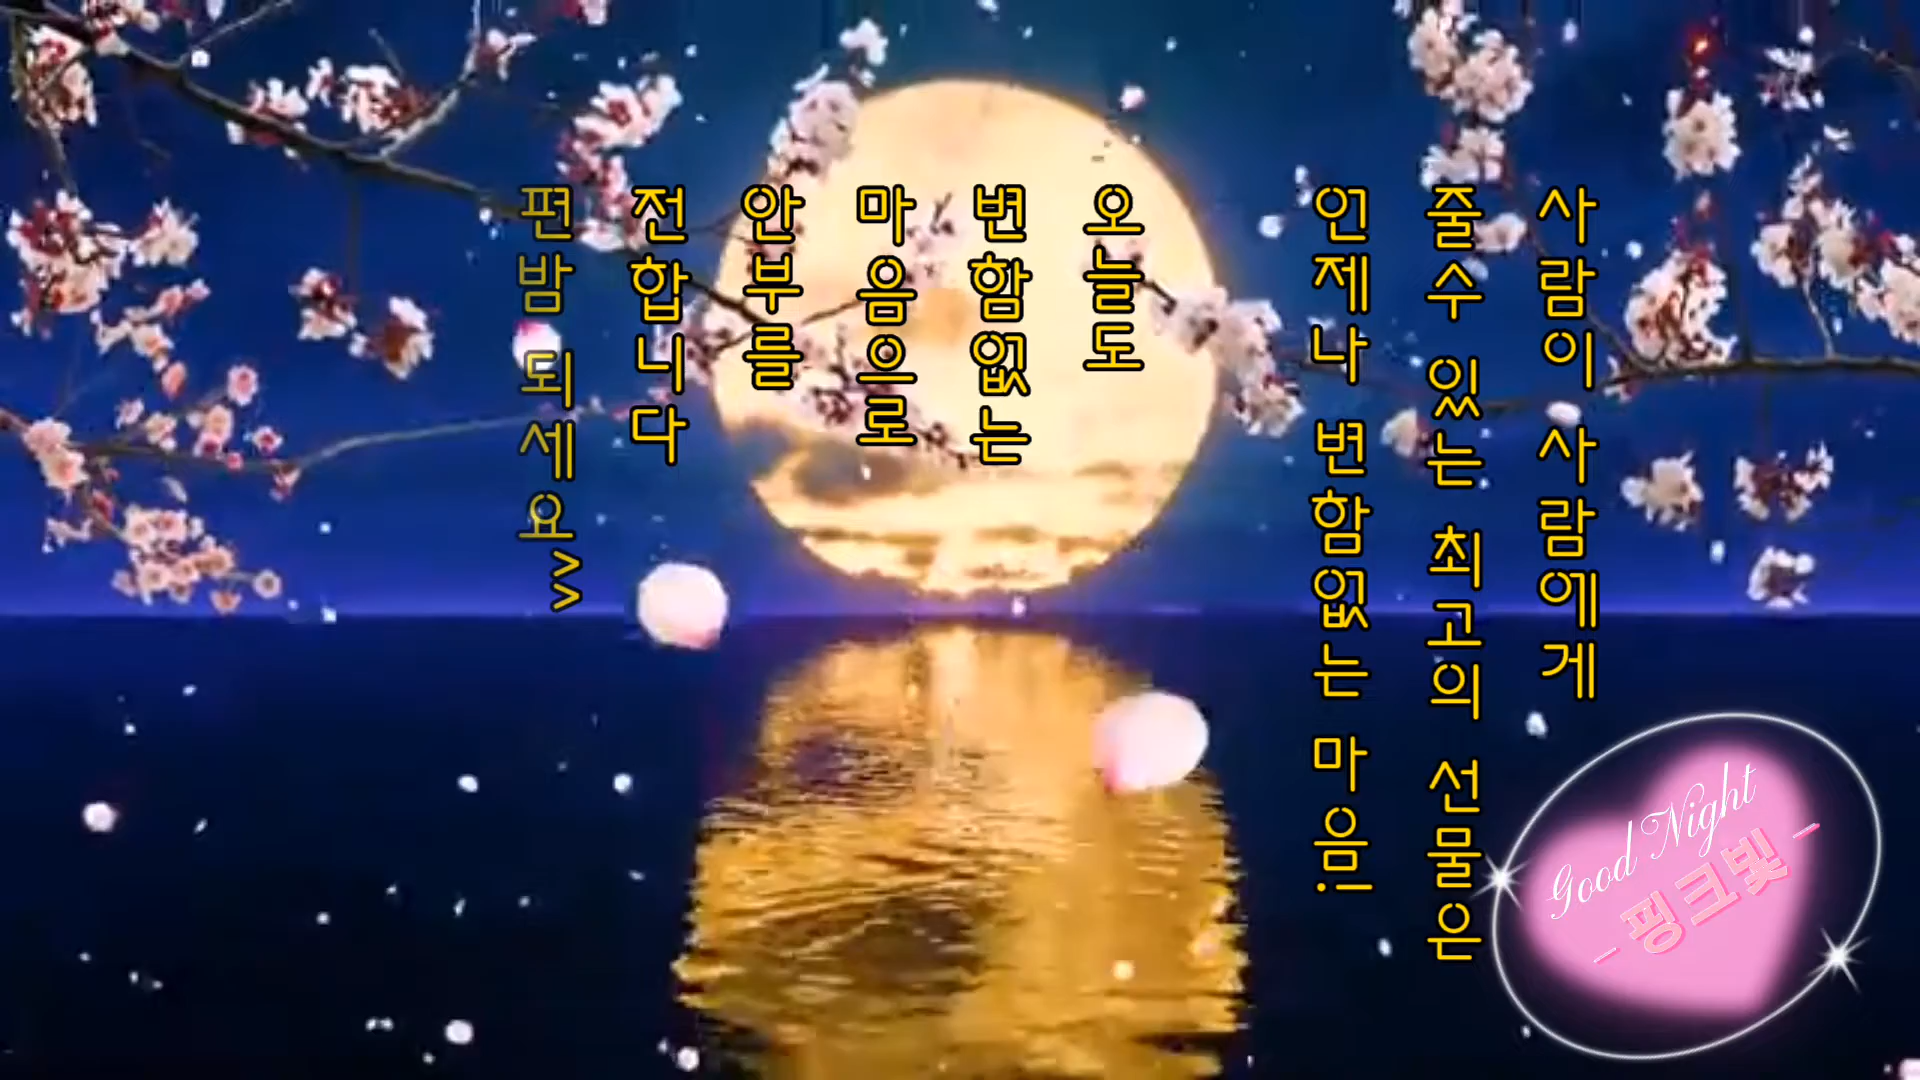 사람이 사람에게
줄수 있는 최고의 선물은
인제나 변함없는 마음!
오늘도
변함없는
마음으로
안부를
전합니다
편밤 되세요^^
Good Night
- 핑크빛 -